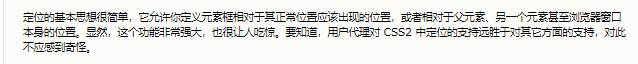 定位的基本思想很简单，它允许你定义元素框相对于其正常位置应该出现的位置，或者相对于父元素、另一个元素甚至浏览器窗口
本身的位置。显然，这个功能非常强大，也很让人吃惊。要知道，用户代理对 CSS2 中定位的支持远胜于对其它方面的支持，对此
不应感到奇怪。